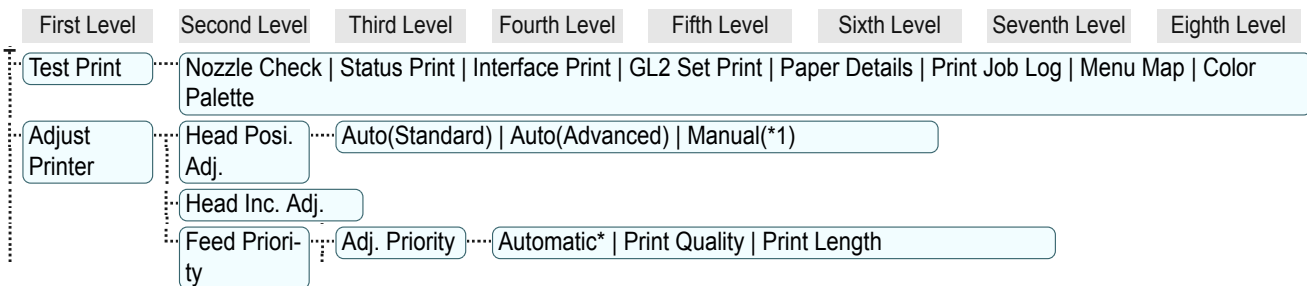 First Level Second Level Third Level Fourth Level Fifth Level Sixth Level Seventh Level Eighth Level
Test Print Nozzle Check | Status Print | Interface Print | GL2 Set Print | Paper Details | Print Job Log | Menu Map | Color
Palette
Adjust
Printer
Head Posi.
Adj.
Auto(Standard) | Auto(Advanced) | Manual(*1)
Head Inc. Adj.
Feed Priori-
ty
Adj. Priority Automatic* | Print Quality | Print Length